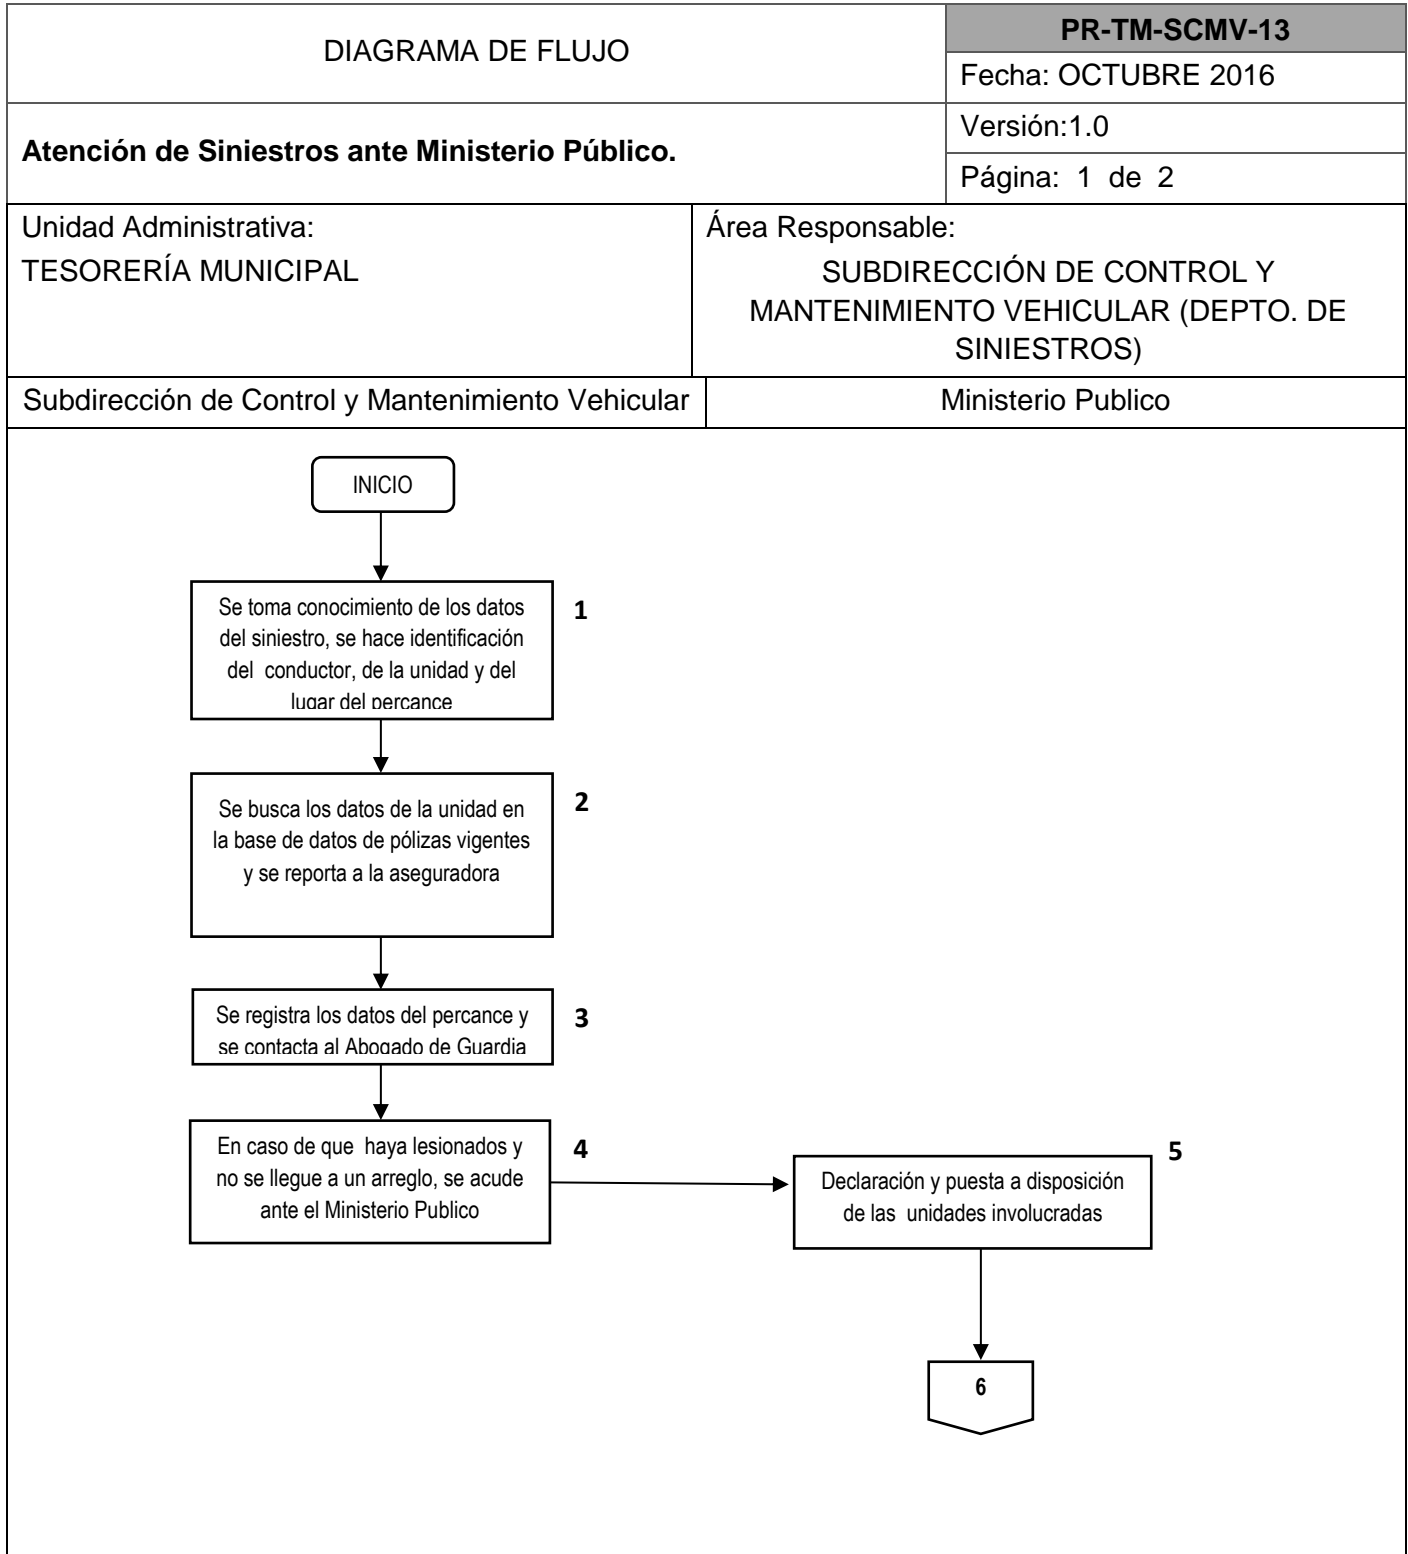 DIAGRAMA DE FLUJO
PR-TM-SCMV-13
Fecha: OCTUBRE 2016
Atención de Siniestros ante Ministerio Público.
Versión:1.0
Página: 1 de 2
Unidad Administrativa:
TESORERÍA MUNICIPAL
Área Responsable:
SUBDIRECCIÓN DE CONTROL Y
MANTENIMIENTO VEHICULAR (DEPTO. DE
SINIESTROS)
Subdirección de Control y Mantenimiento Vehicular
Ministerio Publico
INICIO
Se toma conocimiento de los datos
del siniestro, se hace identificación
del conductor, de la unidad y del
lugar del percance
1
Se busca los datos de la unidad en
la base de datos de pólizas vigentes
y se reporta a la aseguradora
2
Se registra los datos del percance y
se contacta al Abogado de Guardia
3
En caso de que haya lesionados y
no se llegue a un arreglo, se acude
ante el Ministerio Publico
4
Declaración y puesta a disposición
de las unidades involucradas
5
6